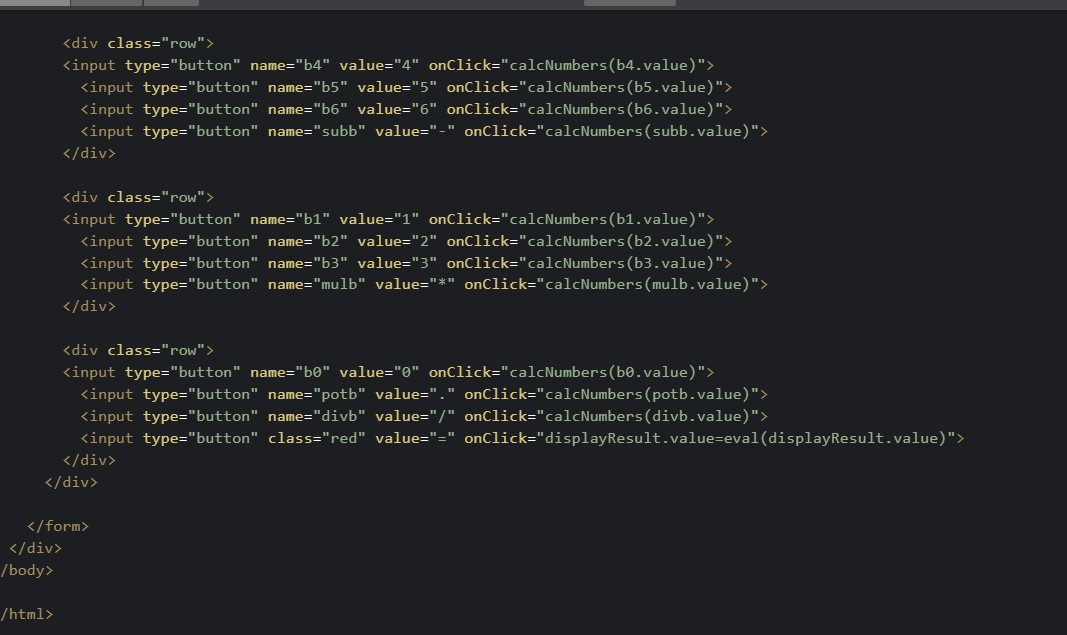 <div class="row">
<input type="button" name="b4" value="4" onClick="calcNumbers(b4.value)">
<input type="button" name="b5" value="5" onClick="calcNumbers(b5.value)">
<input type="button" name="b6" value="6" onClick="calcNumbers(b6.value)">
<input type="button" name="subb" value="-" onClick="calcNumbers(subb.value)">
</div>
<div class="row">
<input type="button" name="b1" value="1" onClick="calcNumbers(b1.value)">
<input type="button" name="b2" value="2" onClick="calcNumbers(b2.value)">
<input type="button" name="b3" value="3" onClick="calcNumbers(b3.value)">
<input type="button" name="mulb" value="*" onClick="calcNumbers(mulb.value)">
</div>
<div class="row">
<input type="button" name="b0" value="0" onClick="calcNumbers(b0.value)">
<input type="button" name="potb" value="." onClick="calcNumbers(potb.value)">
<input type="button" name="divb" value="/" onClick="calcNumbers(divb.value)">
<input type="button" class="red" value="=" onClick="displayResult.value=eval(displayResult.value)">
</div>
</div>
</form>
</div>
/body>
/html>